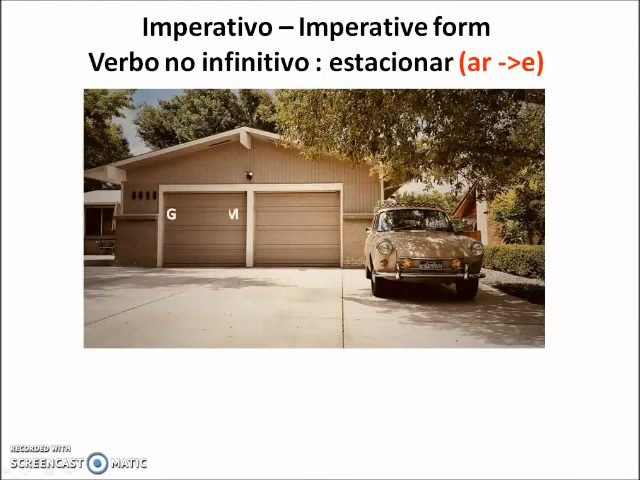 Imperativo – Imperative form
Verbo no infinitivo : estacionar (ar ->e)
G M
RECORDED WITH
SCREENCAST MATIC